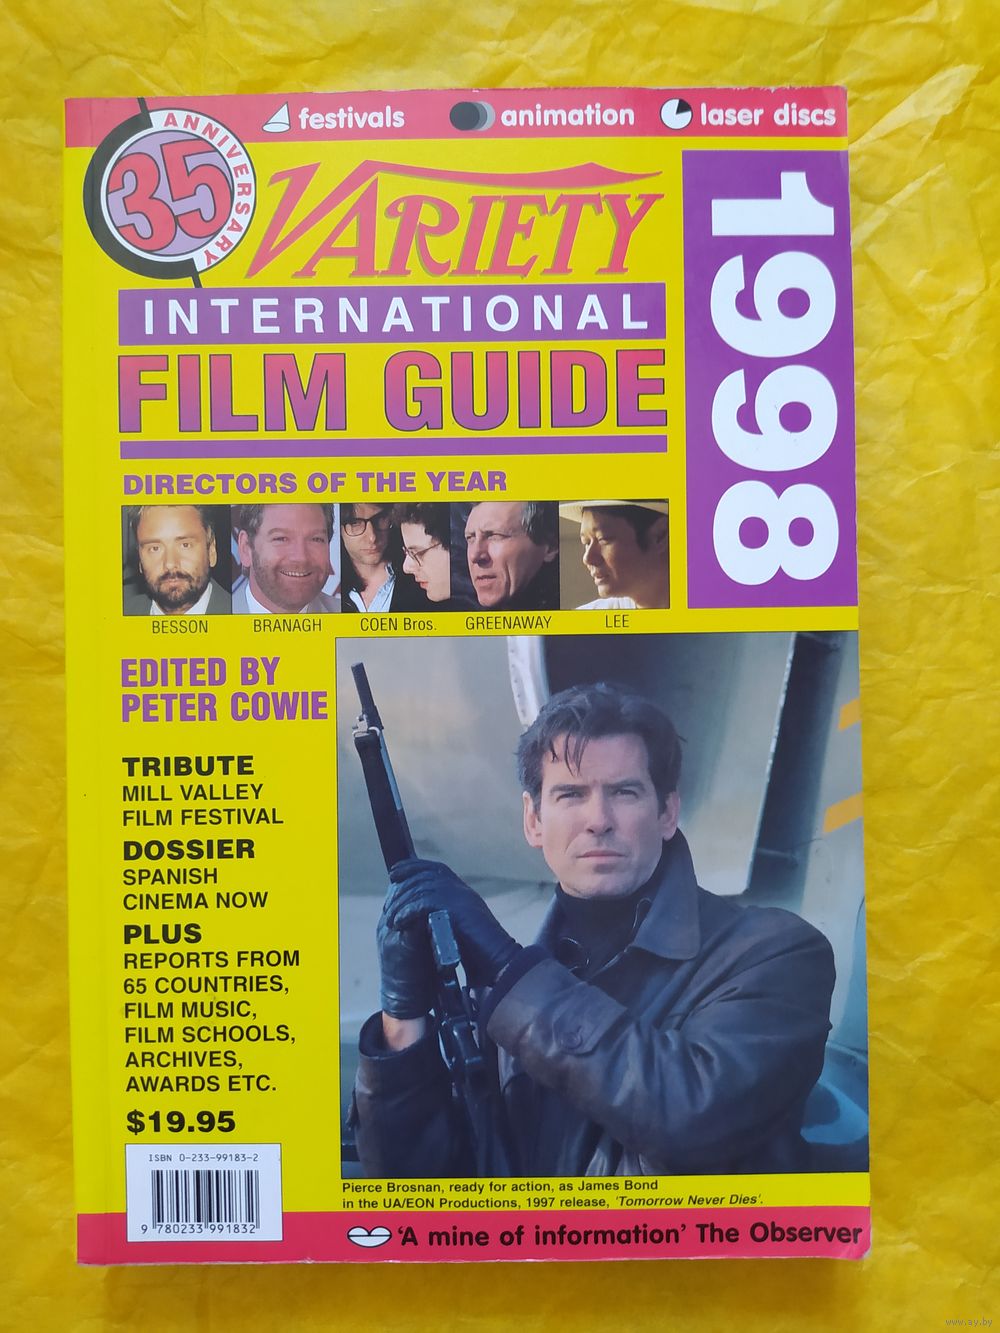 festivals animation laser discs
35 ANNIVERSARY
VARIETY
INTERNATIONAL
FILM GUIDE
1998
DIRECTORS OF THE YEAR
BESSON BRANAGH COEN Bros. GREENAWAY LEE
EDITED BY
PETER COWIE
TRIBUTE
MILL VALLEY
FILM FESTIVAL
DOSSIER
SPANISH
CINEMA NOW
PLUS
REPORTS FROM
65 COUNTRIES,
FILM MUSIC,
FILM SCHOOLS,
ARCHIVES,
AWARDS ETC.
$19.95
ISBN 0-233-99183-2
9 780233 991832
Pierce Brosnan, ready for action, as James Bond
in the UA/EON Productions, 1997 release, 'Tomorrow Never Dies'.
'A mine of information' The Observer
www.ay.by